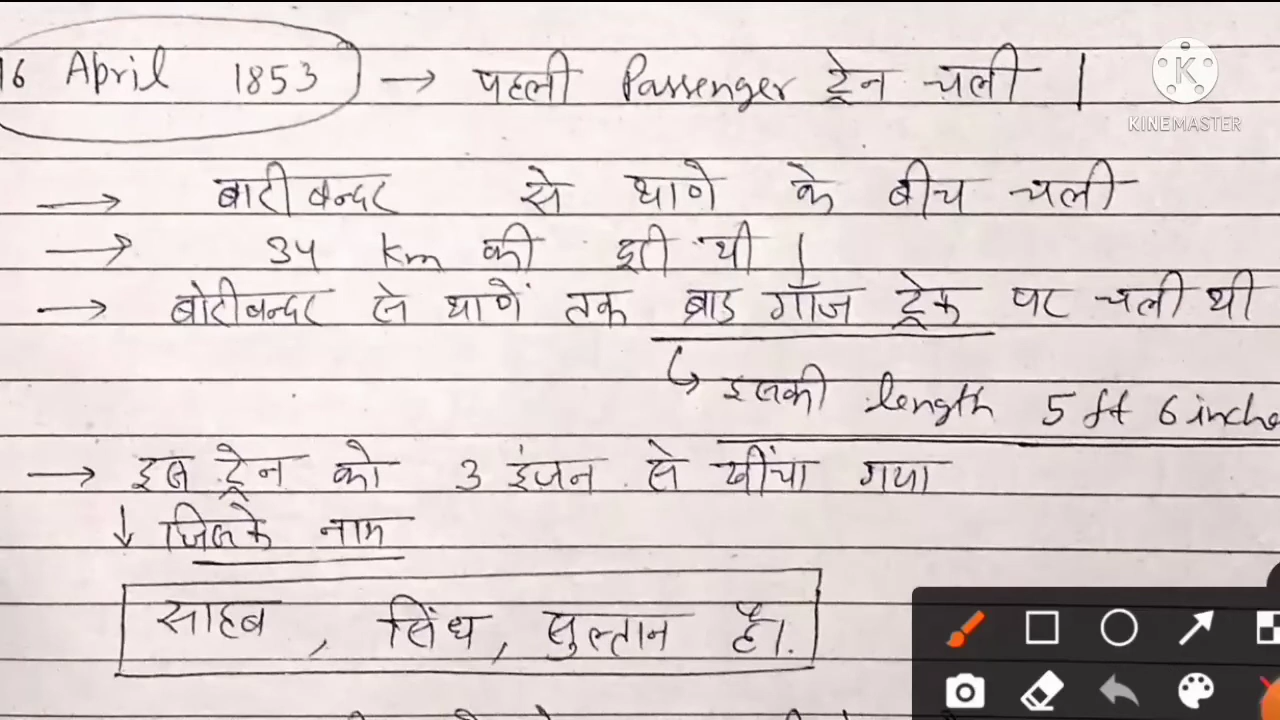 16 April 1853 → पहली Passenger ट्रेन चली |
KINEMASTER
→ बाटीबन्दर से थाणे के बीच चली
→ 34 km की दूरी थी |
→ बोटीबन्दर से थाणें तक ब्राड गॉज ट्रेक पर चली थी
↳ इसकी length 5 ft 6 inche
→ इस ट्रेन को 3 इंजन से खींचा गया
↓ जिसके नाम
साहब , सिंध, सुल्तान है।.